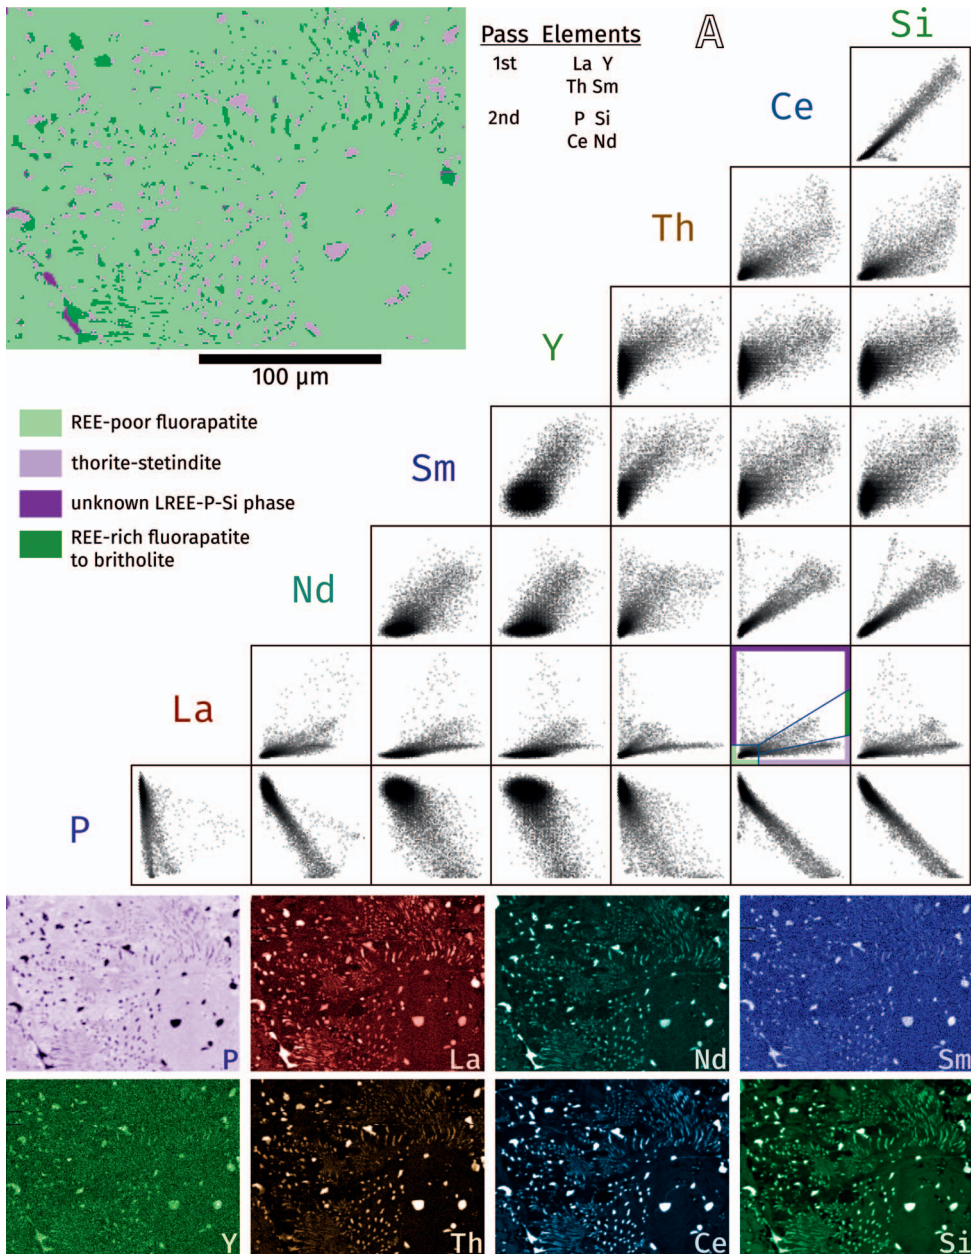 Pass Elements
1st La Y
Th Sm
2nd P Si
Ce Nd
A
Si
Ce
Th
Y
100 µm
REE-poor fluorapatite
thorite-stetindite
unknown LREE-P-Si phase
REE-rich fluorapatite
to britholite
Sm
Nd
La
P
P
La
Nd
Sm
Y
Th
Ce
Si